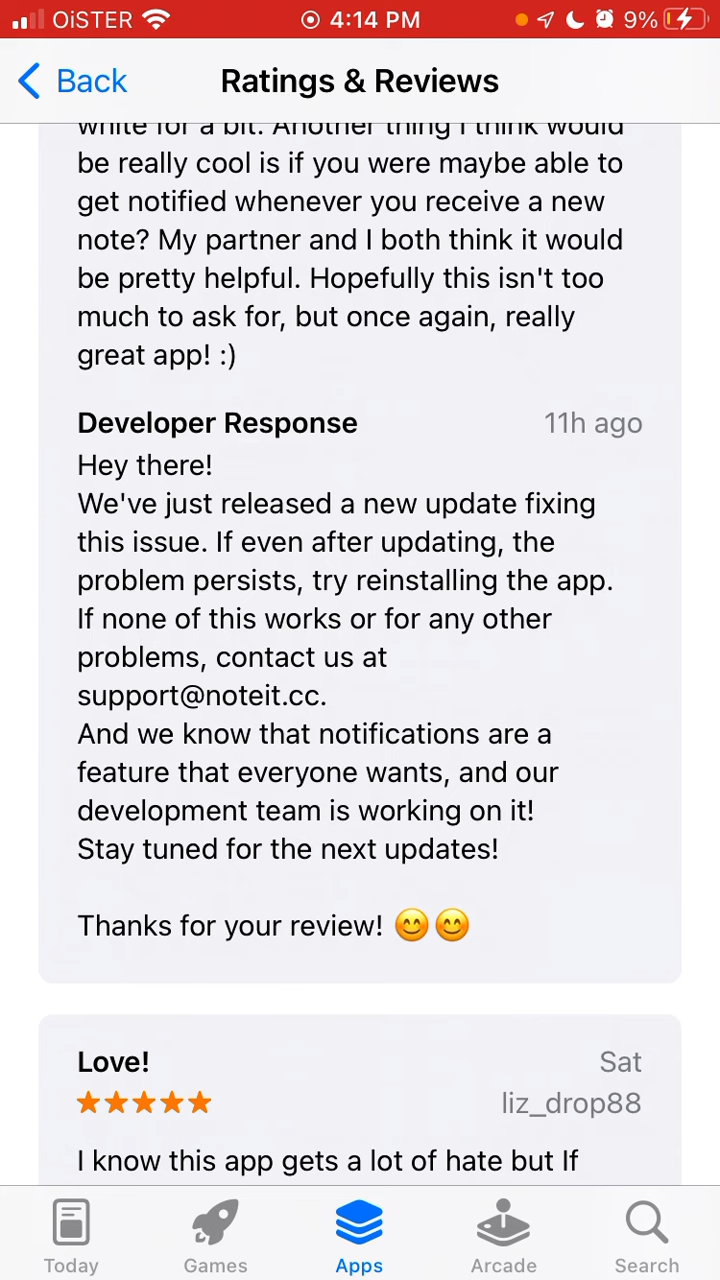 OiSTER
4:14 PM
9%
Back
Ratings & Reviews
white for a bit. Another thing I think would
be really cool is if you were maybe able to
get notified whenever you receive a new
note? My partner and I both think it would
be pretty helpful. Hopefully this isn't too
much to ask for, but once again, really
great app! :)
Developer Response
11h ago
Hey there!
We've just released a new update fixing
this issue. If even after updating, the
problem persists, try reinstalling the app.
If none of this works or for any other
problems, contact us at
support@noteit.cc.
And we know that notifications are a
feature that everyone wants, and our
development team is working on it!
Stay tuned for the next updates!
Thanks for your review! 😊😊
Love!
Sat
liz_drop88
I know this app gets a lot of hate but If
Today
Games
Apps
Arcade
Search